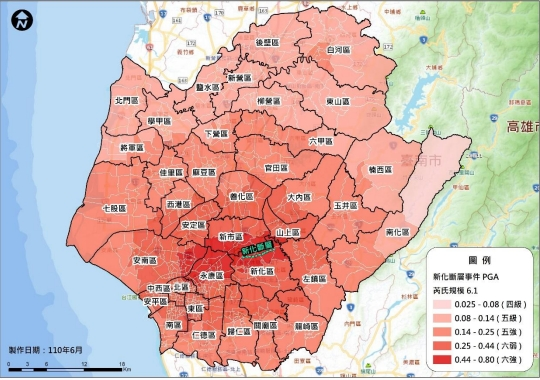 N
後壁區
白河區
新營區
鹽水區
北門區
柳營區
東山區
學甲區
下營區
六甲區
將軍區
佳里區
麻豆區
官田區
楠西區
臺南市
高雄市
七股區
西港區
善化區
大內區
玉井區
安定區
新市區
山上區
南化區
新化斷層
安南區
永康區
新化區
左鎮區
中西區
北區
安平區
東區
南區
仁德區
歸仁區
關廟區
龍崎區
圖例
新化斷層事件 PGA
芮氏規模 6.1
0.025 - 0.08 (四級)
0.08 - 0.14 (五弱)
0.14 - 0.25 (五強)
0.25 - 0.44 (六弱)
0.44 - 0.80 (六強)
製作日期：110年6月
0 2 4 8 12 16
Km